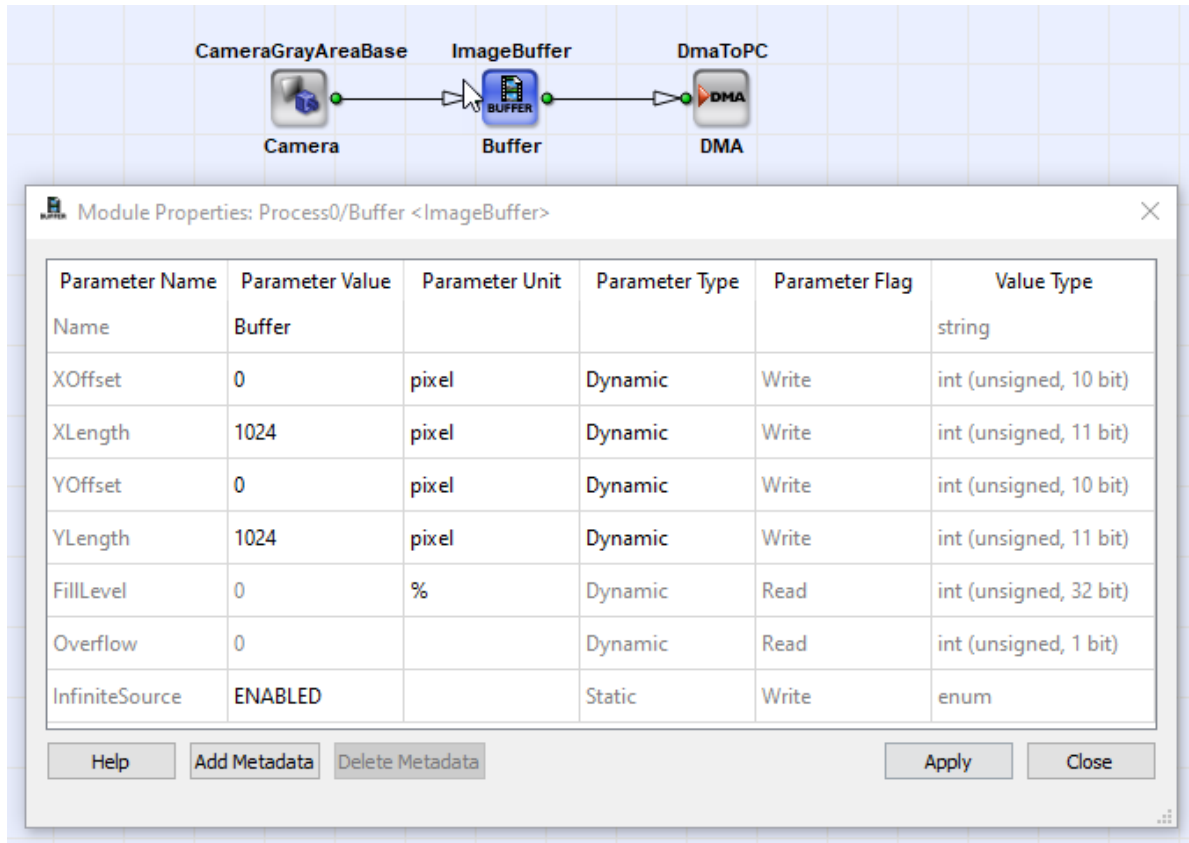 CameraGrayAreaBase ImageBuffer DmaToPC
BUFFER DMA
Camera Buffer DMA
BUFFER Module Properties: Process0/Buffer <ImageBuffer>
Parameter Name Parameter Value Parameter Unit Parameter Type Parameter Flag Value Type
Name Buffer string
XOffset 0 pixel Dynamic Write int (unsigned, 10 bit)
XLength 1024 pixel Dynamic Write int (unsigned, 11 bit)
YOffset 0 pixel Dynamic Write int (unsigned, 10 bit)
YLength 1024 pixel Dynamic Write int (unsigned, 11 bit)
FillLevel 0 % Dynamic Read int (unsigned, 32 bit)
Overflow 0 Dynamic Read int (unsigned, 1 bit)
InfiniteSource ENABLED Static Write enum
Help Add Metadata Delete Metadata Apply Close